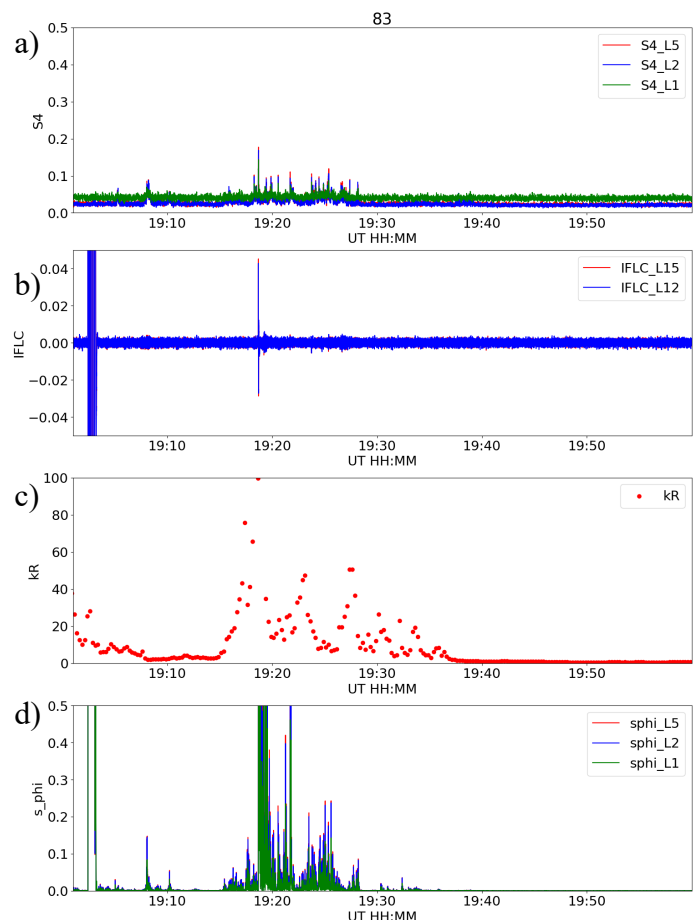 83
a)
0.5
0.4
0.3
0.2
0.1
0.0
S4
S4_L5
S4_L2
S4_L1
19:10 19:20 19:30 19:40 19:50
UT HH:MM
b)
0.04
0.02
0.00
−0.02
−0.04
IFLC
IFLC_L15
IFLC_L12
19:10 19:20 19:30 19:40 19:50
UT HH:MM
c)
100
80
60
40
20
0
kR
kR
19:10 19:20 19:30 19:40 19:50
UT HH:MM
d)
0.5
0.4
0.3
0.2
0.1
0.0
s_phi
sphi_L5
sphi_L2
sphi_L1
19:10 19:20 19:30 19:40 19:50
UT HH:MM